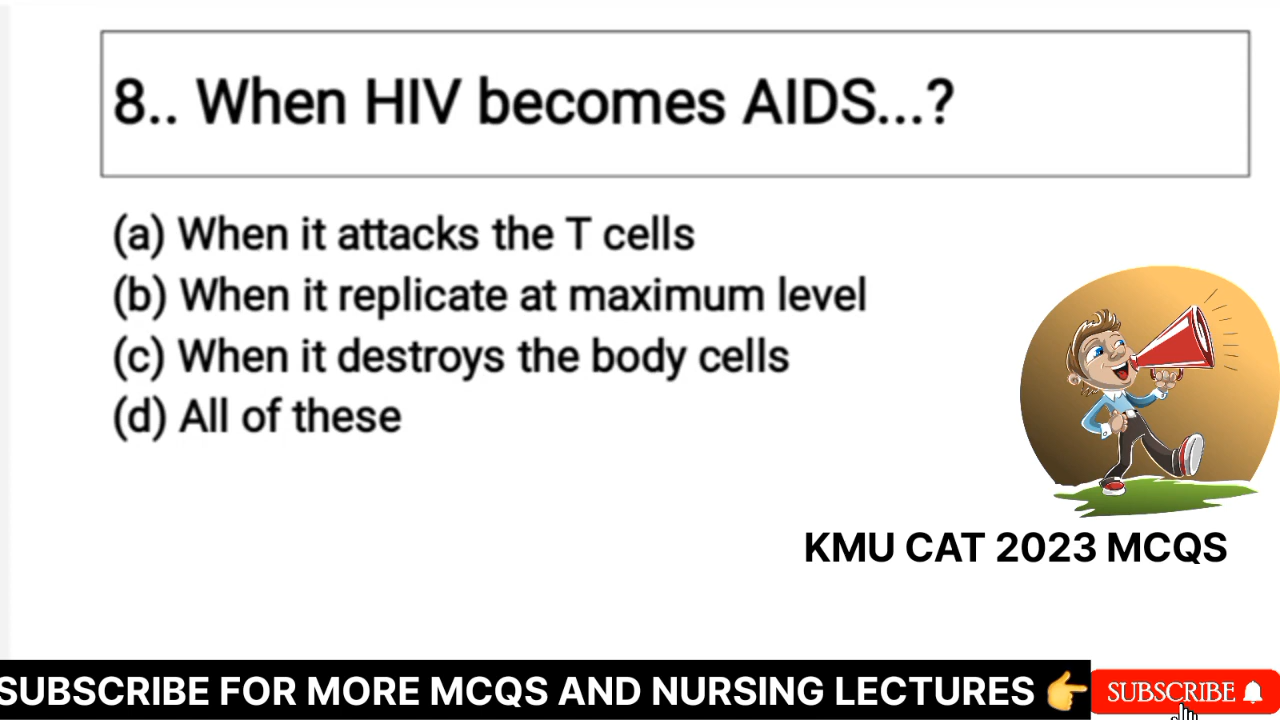 8.. When HIV becomes AIDS...?
(a) When it attacks the T cells
(b) When it replicate at maximum level
(c) When it destroys the body cells
(d) All of these
KMU CAT 2023 MCQS
SUBSCRIBE FOR MORE MCQS AND NURSING LECTURES 👉 SUBSCRIBE